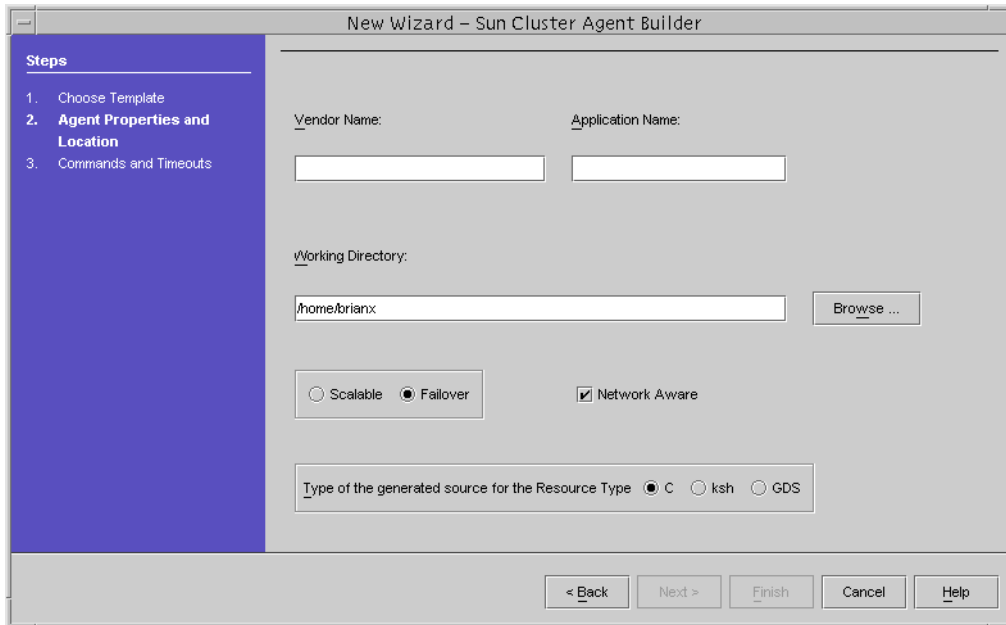 New Wizard – Sun Cluster Agent Builder
Steps
1. Choose Template
2. Agent Properties and
Location
3. Commands and Timeouts
Vendor Name: Application Name:
Working Directory:
/home/brianx Browse ...
Scalable Failover Network Aware
Type of the generated source for the Resource Type C ksh GDS
< Back Next > Finish Cancel Help